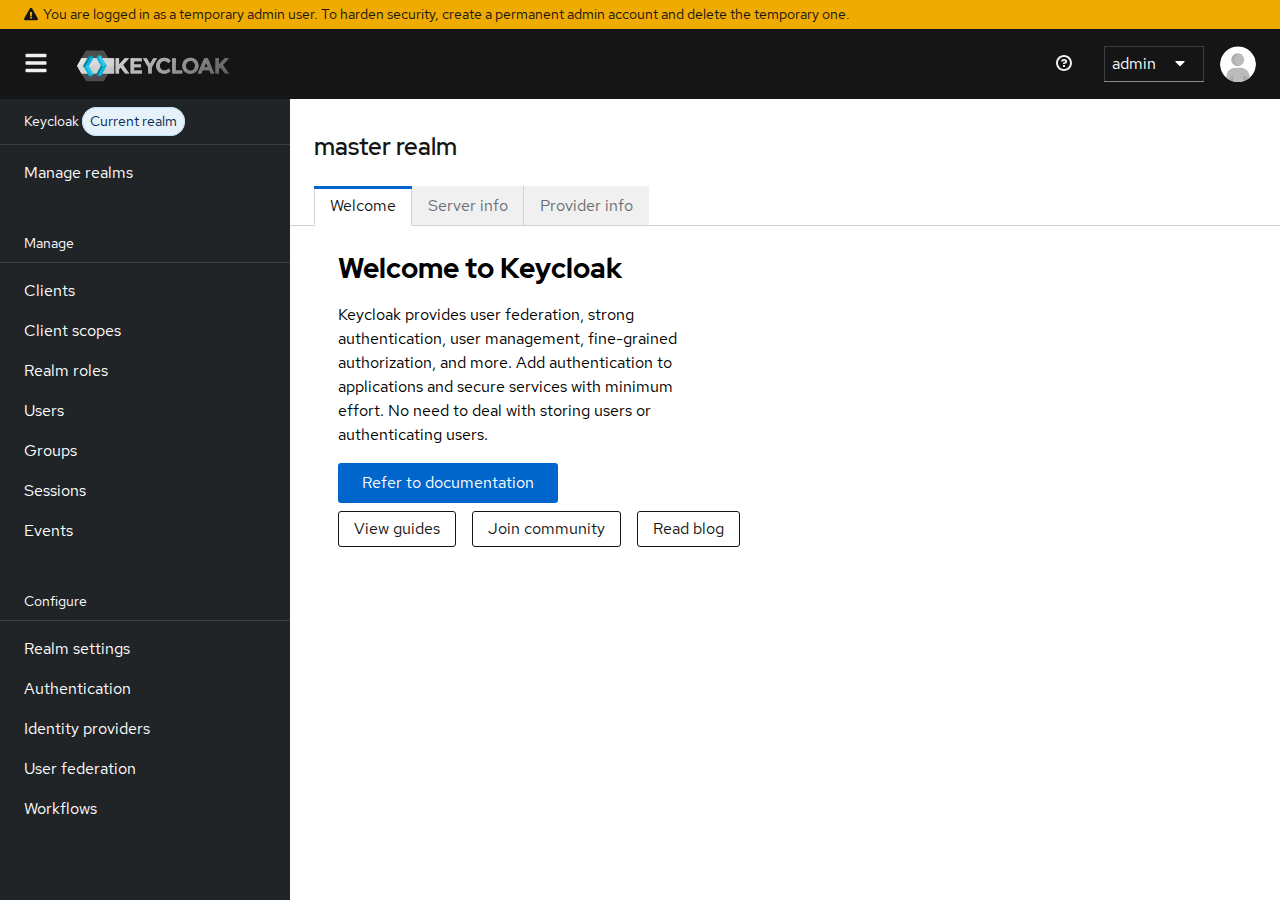 You are logged in as a temporary admin user. To harden security, create a permanent admin account and delete the temporary one.
KEYCLOAK
admin
Keycloak Current realm
Manage realms
Manage
Clients
Client scopes
Realm roles
Users
Groups
Sessions
Events
Configure
Realm settings
Authentication
Identity providers
User federation
Workflows
master realm
Welcome Server info Provider info
Welcome to Keycloak
Keycloak provides user federation, strong
authentication, user management, fine-grained
authorization, and more. Add authentication to
applications and secure services with minimum
effort. No need to deal with storing users or
authenticating users.
Refer to documentation
View guides Join community Read blog